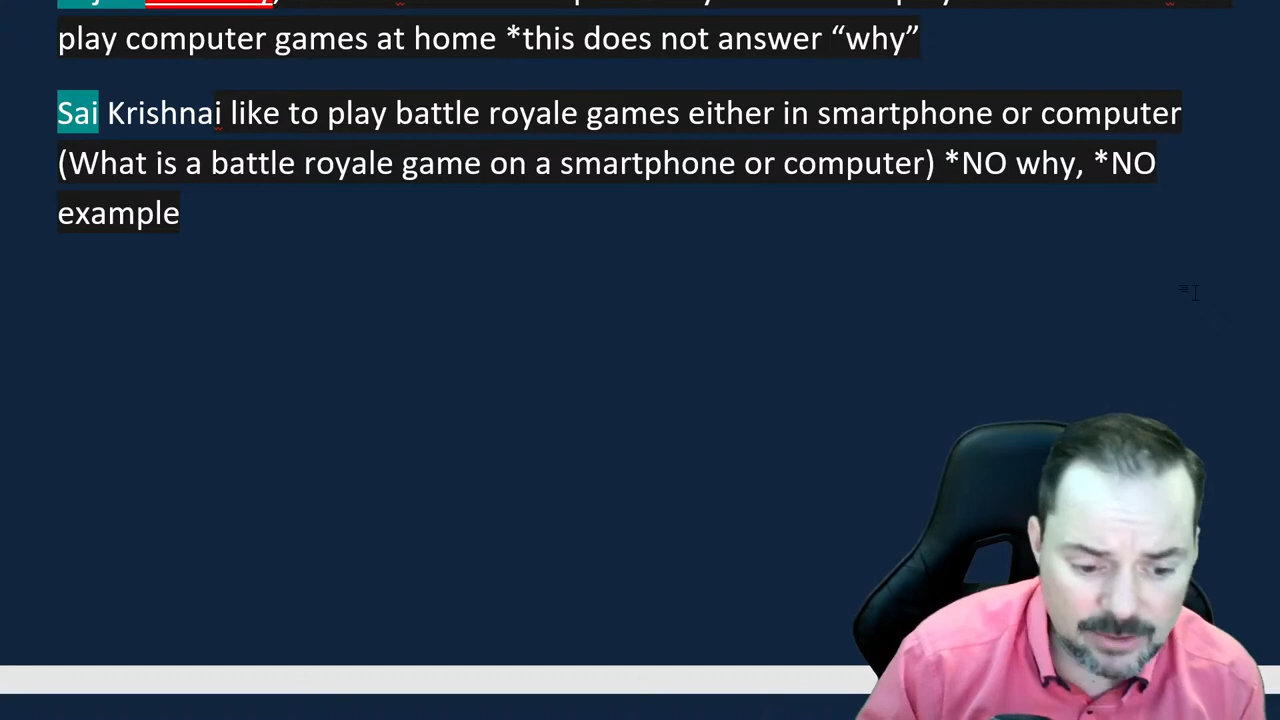 play computer games at home *this does not answer “why”
Sai Krishnai like to play battle royale games either in smartphone or computer
(What is a battle royale game on a smartphone or computer) *NO why, *NO
example